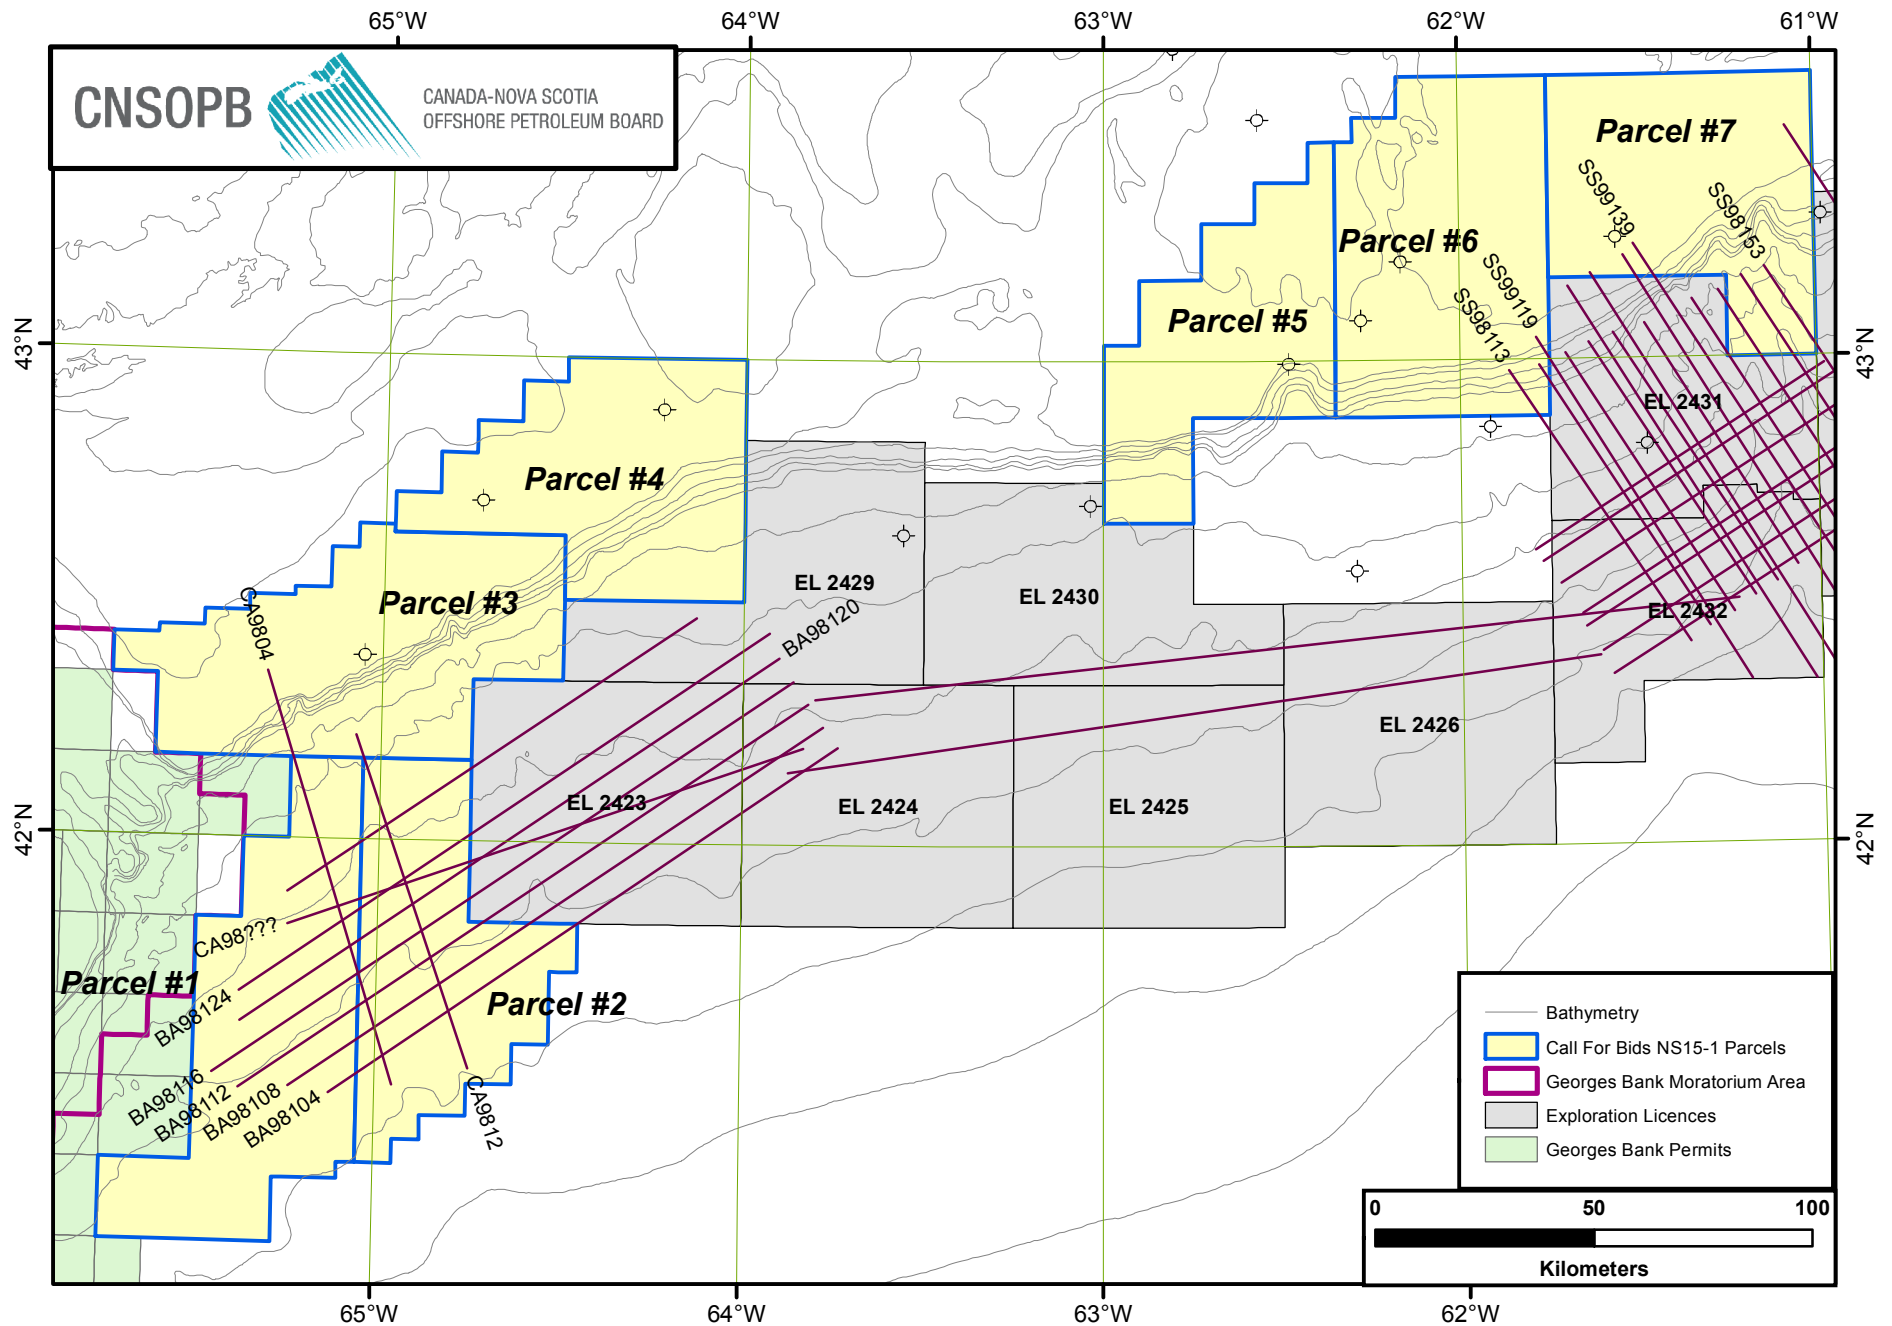 65°W
64°W
63°W
62°W
61°W
CNSOPB
CANADA-NOVA SCOTIA
OFFSHORE PETROLEUM BOARD
Parcel #7
SS99139
SS98153
Parcel #6
SS99119
SS98113
Parcel #5
43°N
43°N
EL 2431
Parcel #4
EL 2429
EL 2430
Parcel #3
CA9804
BA98120
EL 2432
EL 2426
EL 2423
EL 2424
EL 2425
42°N
42°N
CA98???
Parcel #1
BA98124
Parcel #2
BA98116
BA98112
BA98108
BA98104
CA9812
Bathymetry
Call For Bids NS15-1 Parcels
Georges Bank Moratorium Area
Exploration Licences
Georges Bank Permits
0 50 100
Kilometers
65°W
64°W
63°W
62°W